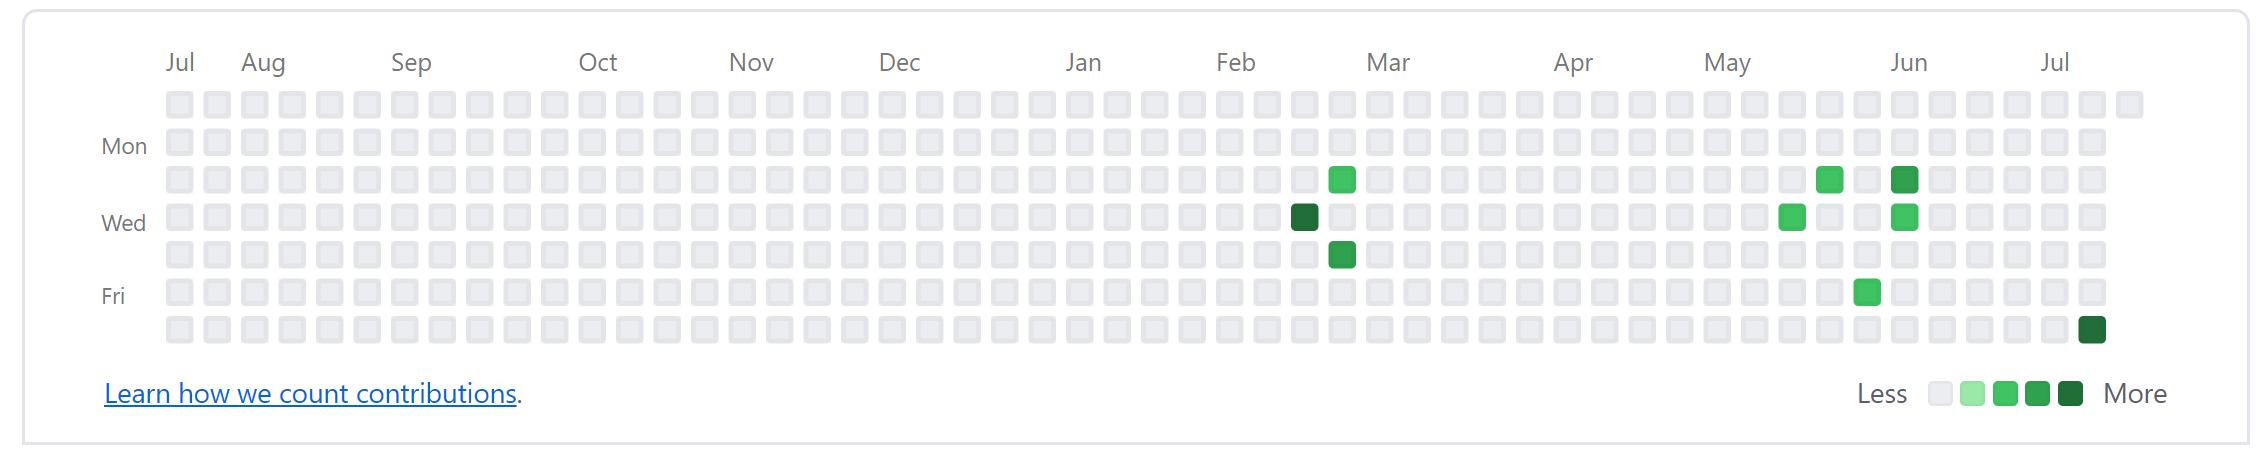 Jul Aug Sep Oct Nov Dec Jan Feb Mar Apr May Jun Jul
Mon
Wed
Fri
Learn how we count contributions. Less More